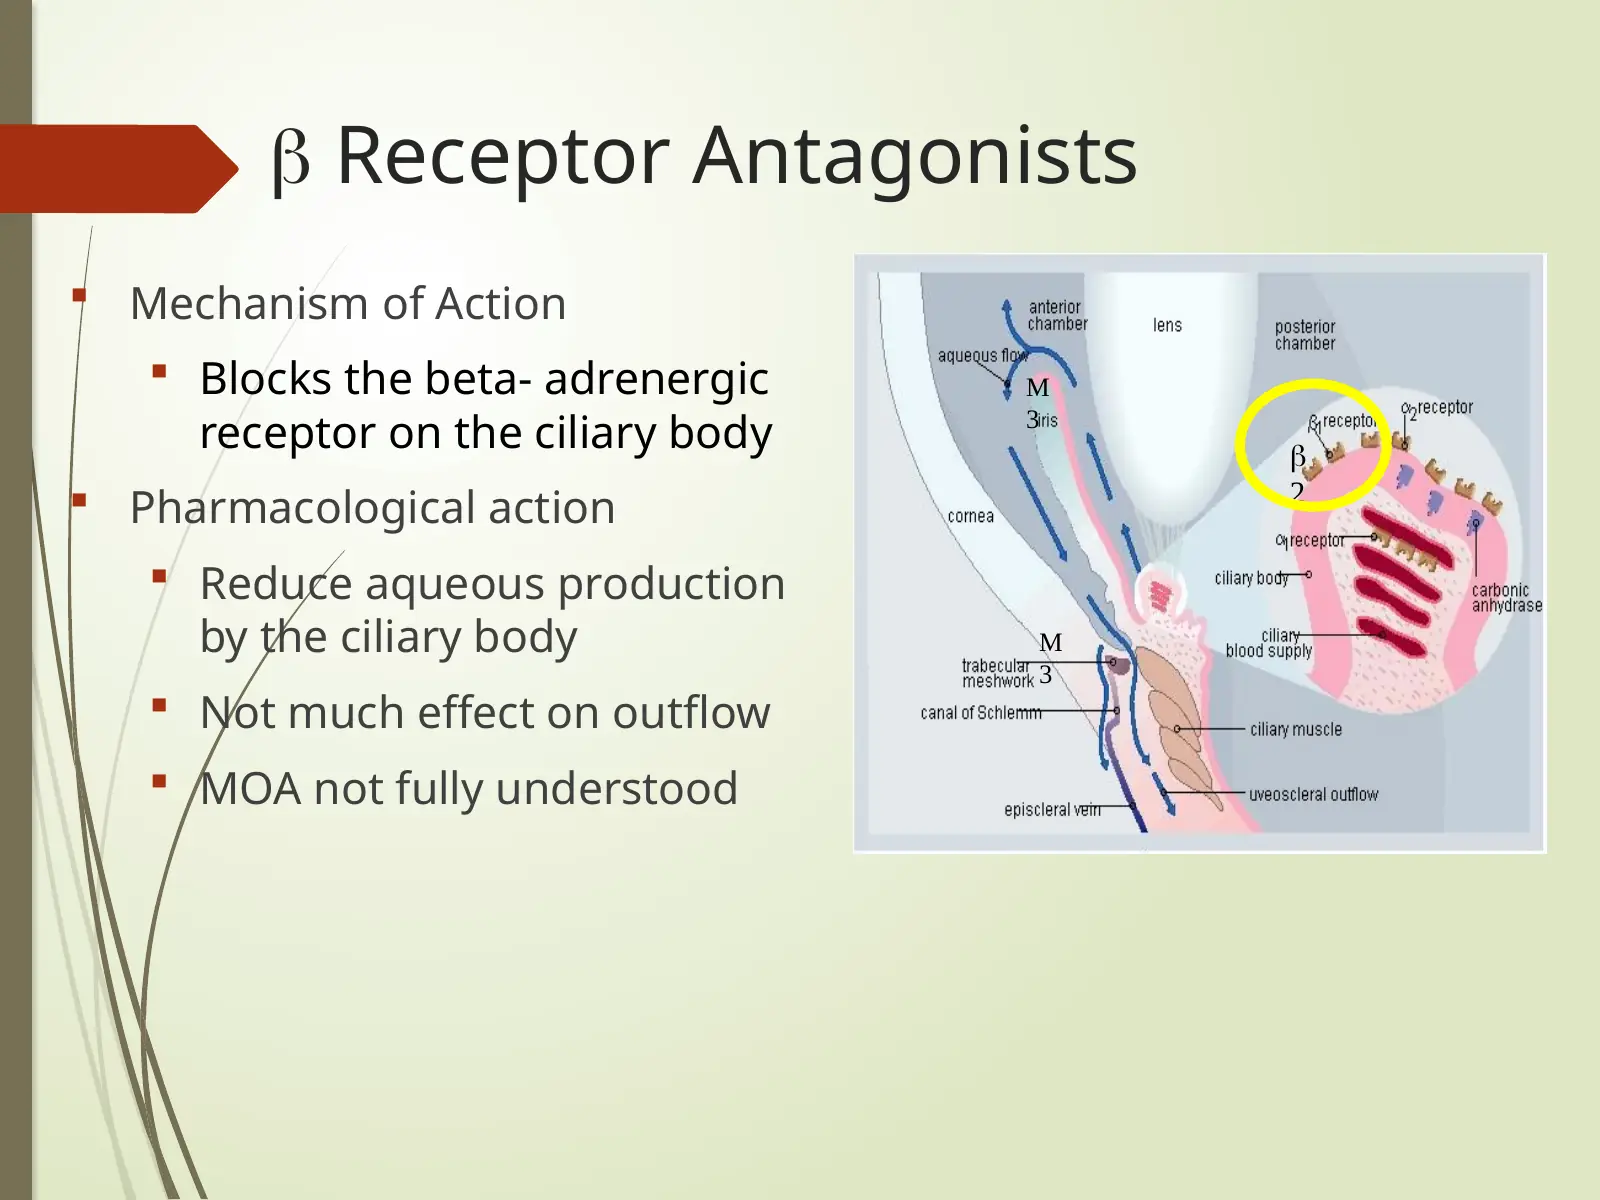 β Receptor Antagonists
Mechanism of Action
Blocks the beta- adrenergic
receptor on the ciliary body
Pharmacological action
Reduce aqueous production
by the ciliary body
Not much effect on outflow
MOA not fully understood
anterior
chamber
lens
posterior
chamber
aqueous flow
M
3
iris
α2 receptor
β1 receptor
β
2
cornea
α1 receptor
ciliary body
carbonic
anhydrase
ciliary
blood supply
M
3
trabecular
meshwork
canal of Schlemm
ciliary muscle
uveoscleral outflow
episcleral vein